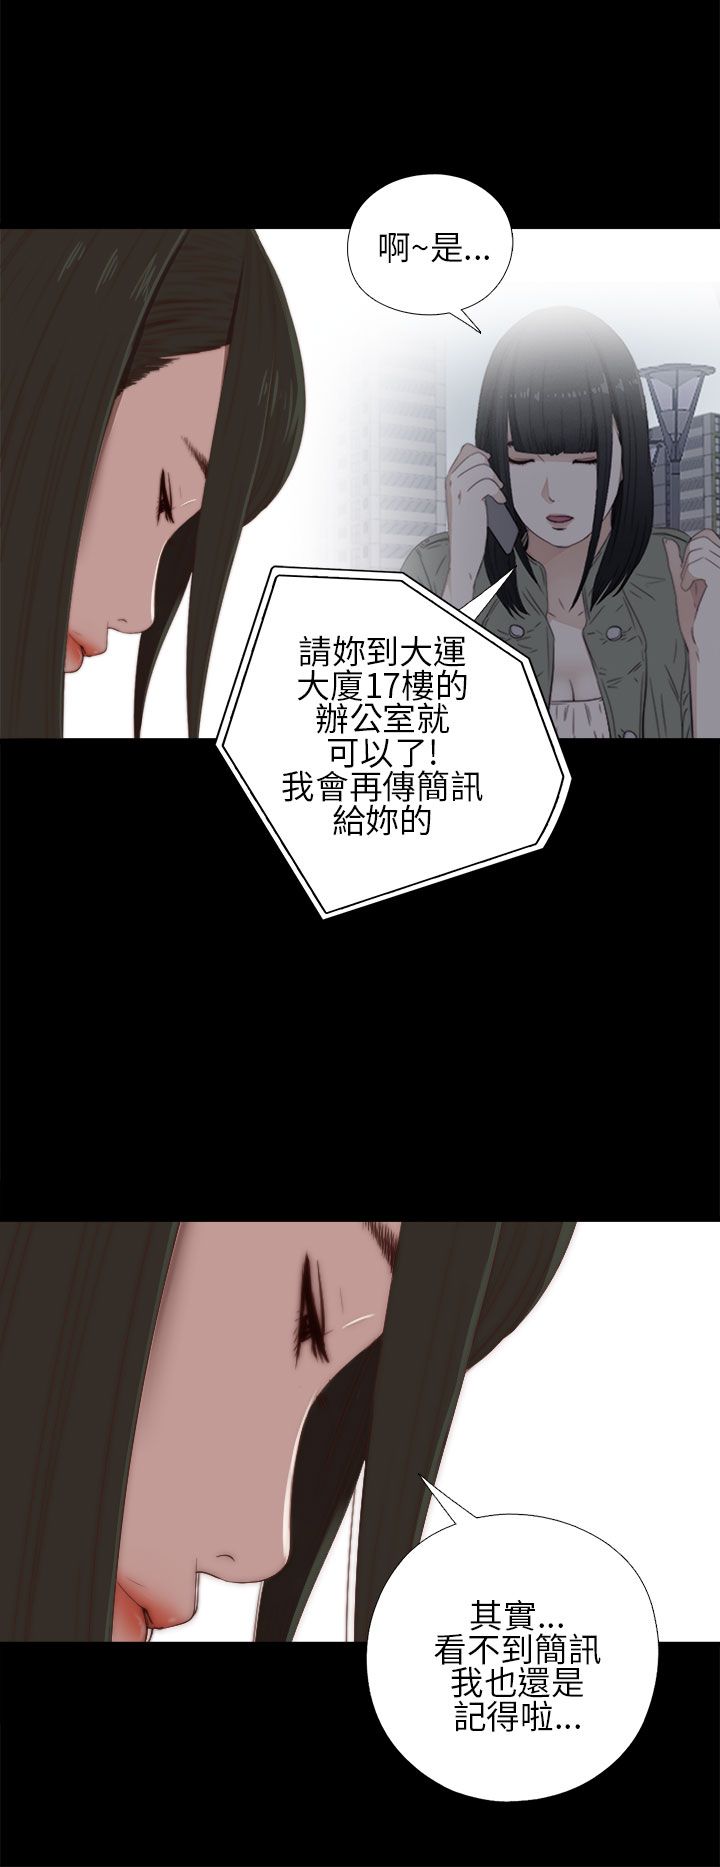 啊~是...
請妳到大運
大廈17樓的
辦公室就
可以了!
我會再傳簡訊
給妳的
其實...
看不到簡訊
我也還是
記得啦...